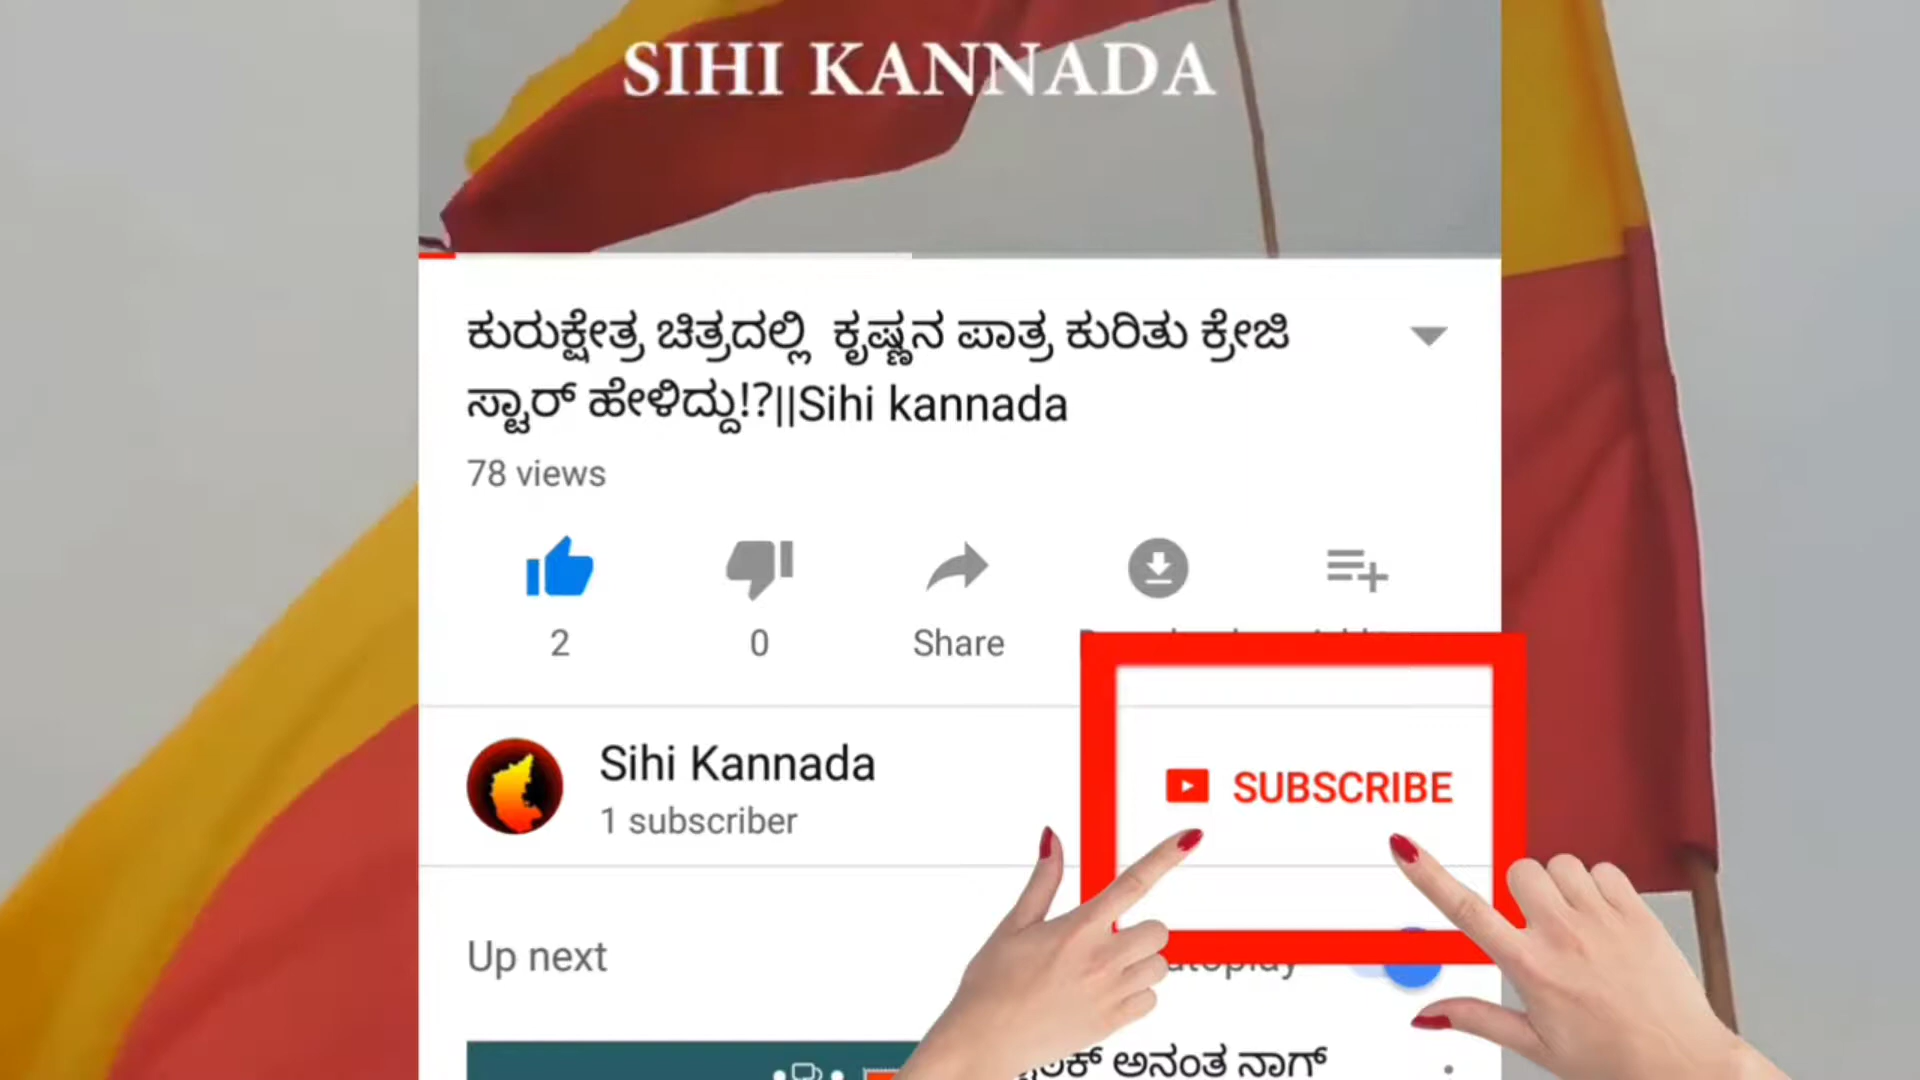 SIHI KANNADA
ಕುರುಕ್ಷೇತ್ರ ಚಿತ್ರದಲ್ಲಿ ಕೃಷ್ಣನ ಪಾತ್ರ ಕುರಿತು ಕ್ರೇಜಿ
ಸ್ಟಾರ್ ಹೇಳಿದ್ದು!?||Sihi kannada
78 views
2
0
Share
Sihi Kannada
1 subscriber
SUBSCRIBE
Up next
ಅನಂತ ನಾಗ್